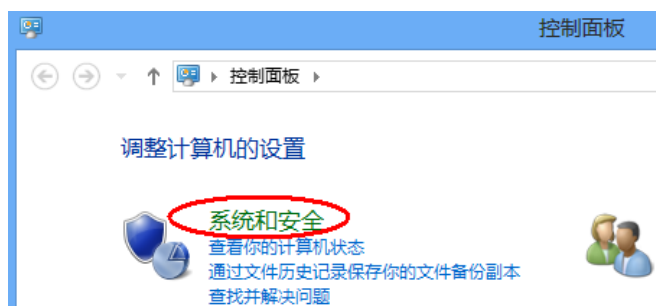 控制面板
控制面板
调整计算机的设置
系统和安全
查看你的计算机状态
通过文件历史记录保存你的文件备份副本
查找并解决问题